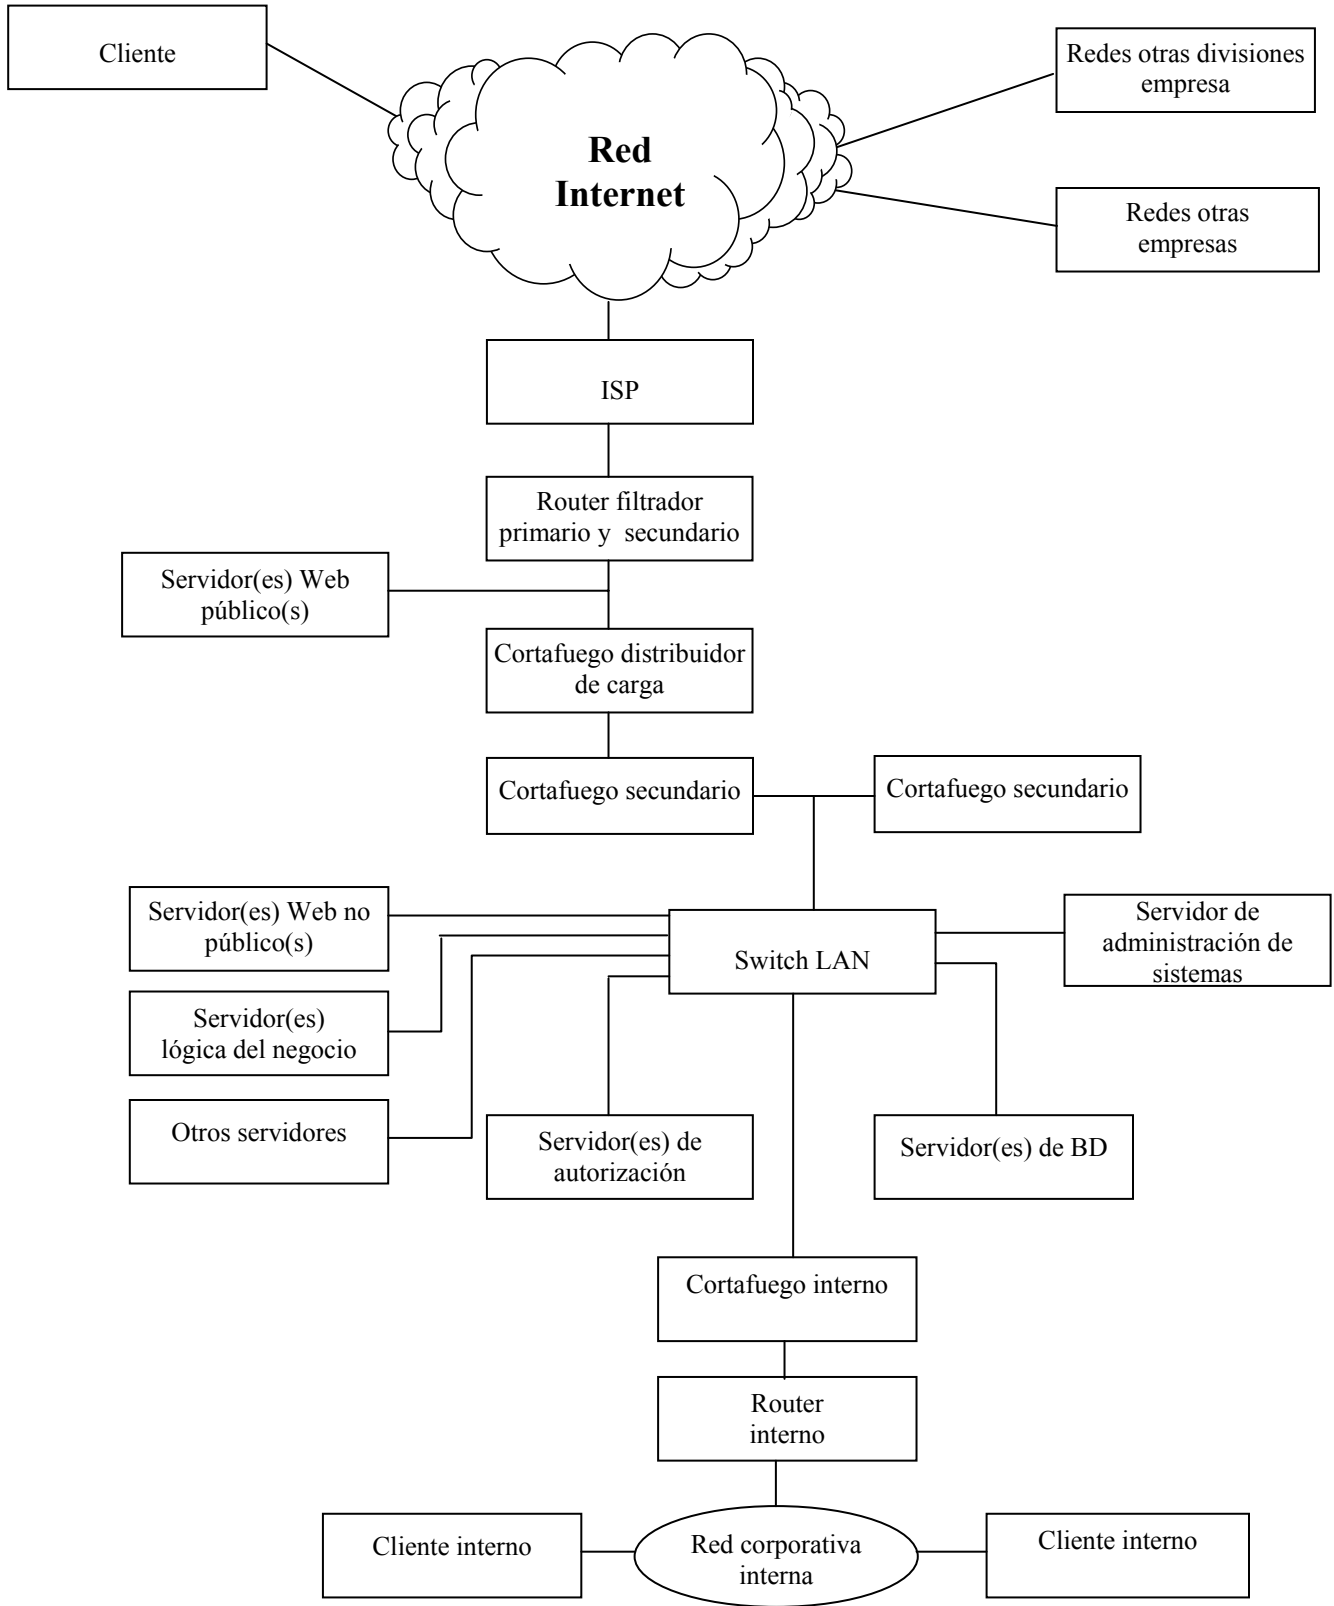 Cliente
Redes otras divisiones
empresa
Red
Internet
Redes otras
empresas
ISP
Router filtrador
primario y  secundario
Servidor(es) Web
público(s)
Cortafuego distribuidor
de carga
Cortafuego secundario
Cortafuego secundario
Servidor(es) Web no
público(s)
Switch LAN
Servidor de
administración de
sistemas
Servidor(es)
lógica del negocio
Otros servidores
Servidor(es) de
autorización
Servidor(es) de BD
Cortafuego interno
Router
interno
Cliente interno
Red corporativa
interna
Cliente interno